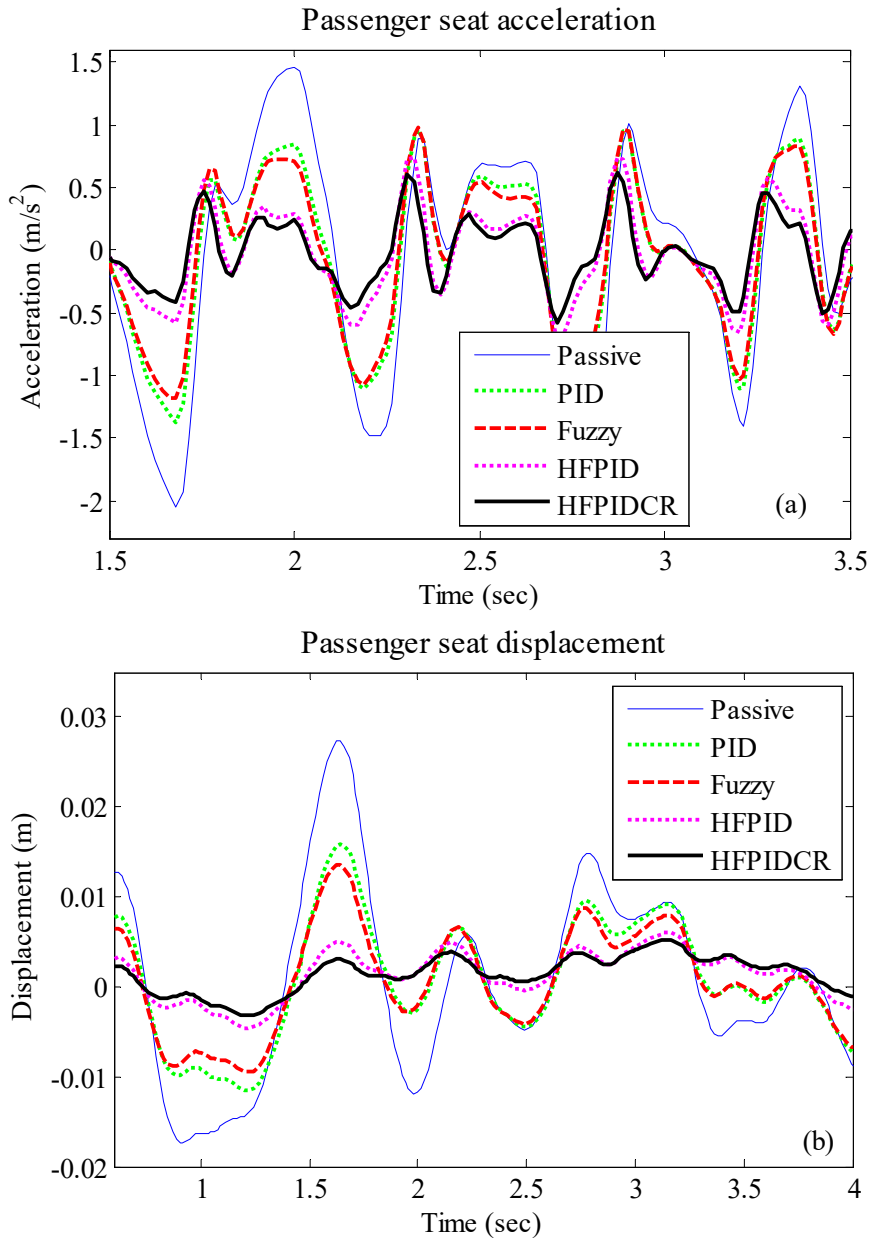 Passenger seat acceleration
1.5
1
0.5
0
-0.5
-1
-1.5
-2
Acceleration (m/s²)
Passive
PID
Fuzzy
HFPID
HFPIDCR
(a)
1.5 2 2.5 3 3.5
Time (sec)
Passenger seat displacement
0.03
0.02
0.01
0
-0.01
-0.02
Displacement (m)
Passive
PID
Fuzzy
HFPID
HFPIDCR
(b)
1 1.5 2 2.5 3 3.5 4
Time (sec)